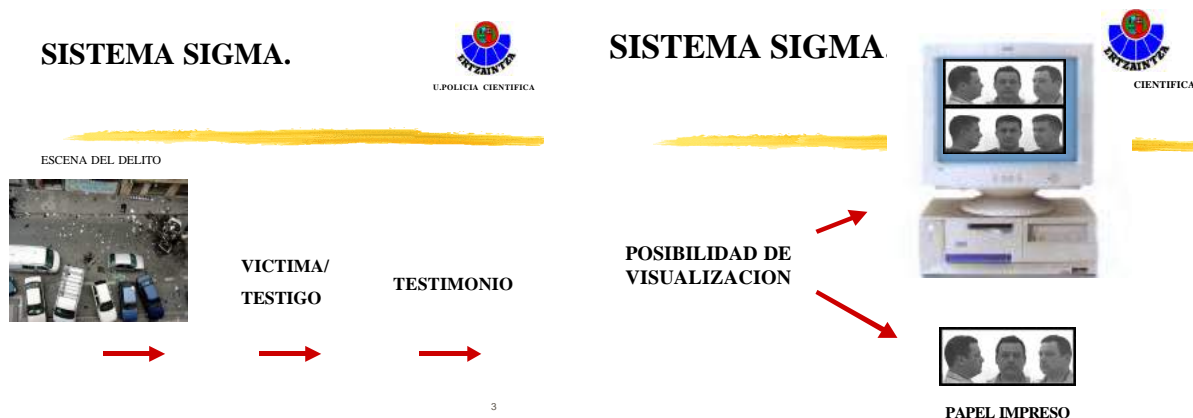 SISTEMA SIGMA.
ERTZAINTZA
U.POLICIA CIENTIFICA
ESCENA DEL DELITO
VICTIMA/
TESTIGO
TESTIMONIO
3
SISTEMA SIGMA.
ERTZAINTZA
CIENTIFICA
POSIBILIDAD DE
VISUALIZACION
PAPEL IMPRESO